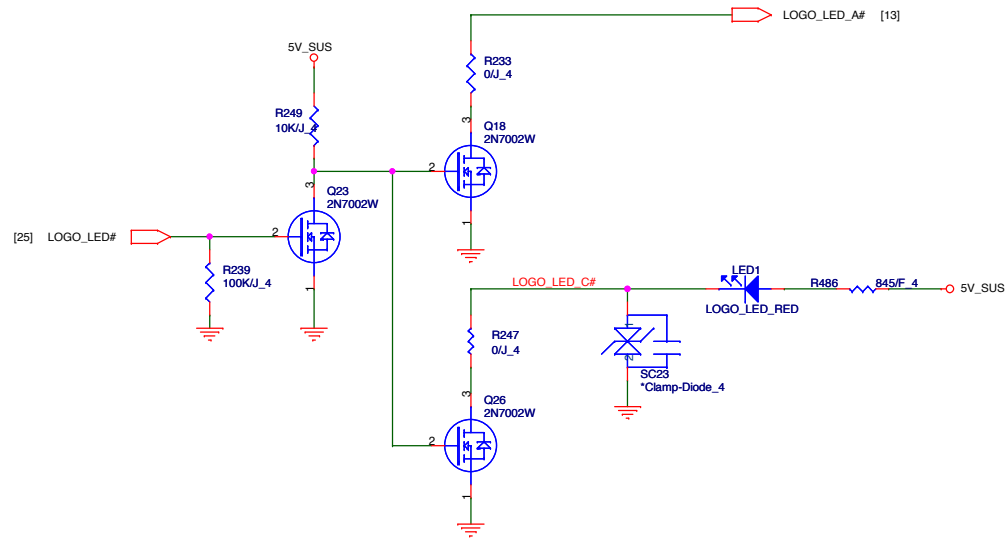 LOGO_LED_A# [13]
5V_SUS
R233
0/J_4
R249
10K/J_4
3
Q18
2N7002W
2
3
Q23
2N7002W
1
[25] LOGO_LED#
2
R239
100K/J_4
1
LOGO_LED_C#
LED1
R486
845/F_4
5V_SUS
LOGO_LED_RED
R247
0/J_4
1
2
SC23
*Clamp-Diode_4
3
Q26
2N7002W
2
1